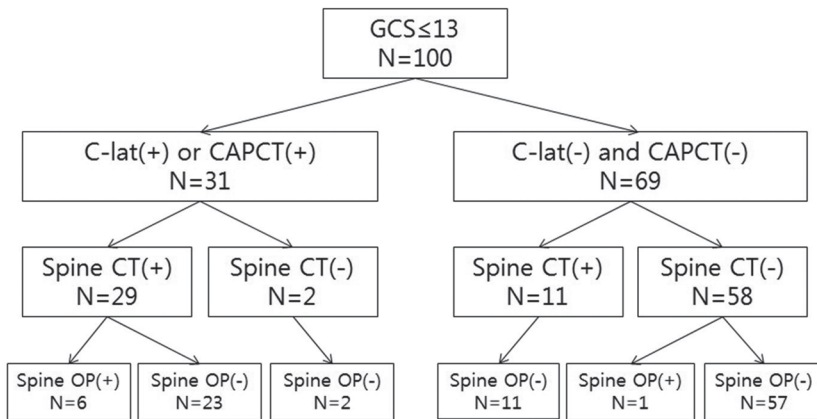 GCS≤13
N=100
C-lat(+) or CAPCT(+)
N=31
C-lat(-) and CAPCT(-)
N=69
Spine CT(+)
N=29
Spine CT(-)
N=2
Spine CT(+)
N=11
Spine CT(-)
N=58
Spine OP(+)
N=6
Spine OP(-)
N=23
Spine OP(-)
N=2
Spine OP(-)
N=11
Spine OP(+)
N=1
Spine OP(-)
N=57